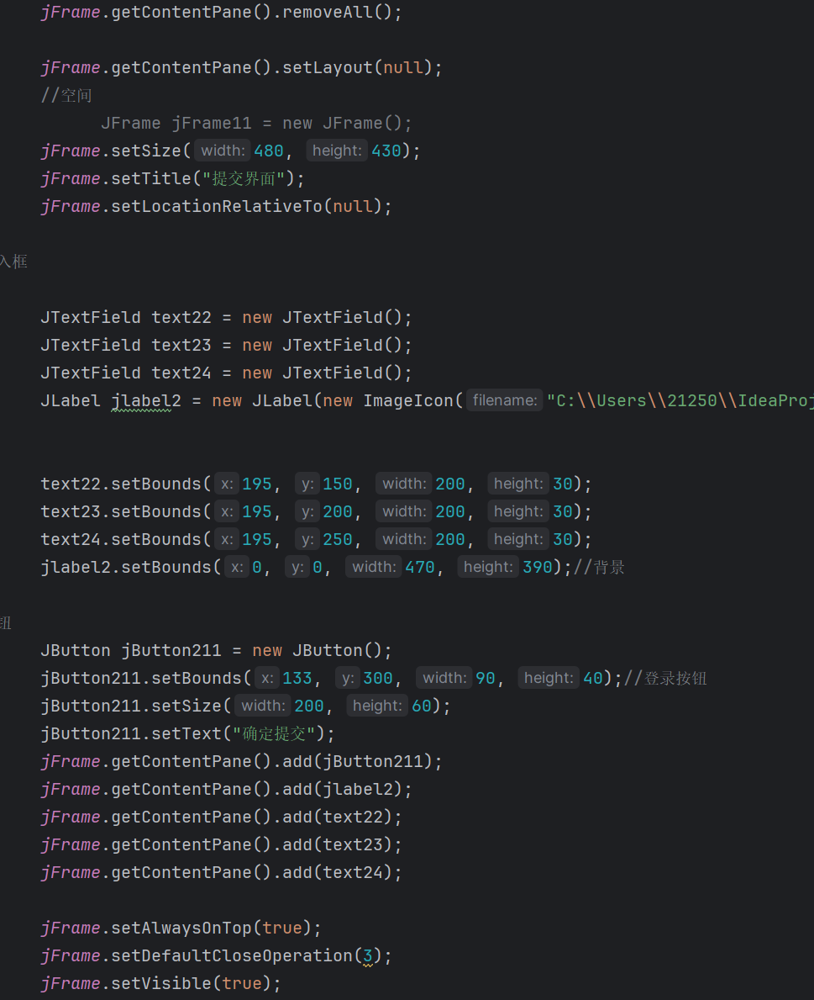 jFrame.getContentPane().removeAll();
jFrame.getContentPane().setLayout(null);
//空间
JFrame jFrame11 = new JFrame();
jFrame.setSize( width: 480, height: 430);
jFrame.setTitle("提交界面");
jFrame.setLocationRelativeTo(null);
入框
JTextField text22 = new JTextField();
JTextField text23 = new JTextField();
JTextField text24 = new JTextField();
JLabel jlabel2 = new JLabel(new ImageIcon( filename: "C:\\Users\\21250\\IdeaProj
text22.setBounds( x: 195, y: 150, width: 200, height: 30);
text23.setBounds( x: 195, y: 200, width: 200, height: 30);
text24.setBounds( x: 195, y: 250, width: 200, height: 30);
jlabel2.setBounds( x: 0, y: 0, width: 470, height: 390);//背景
钮
JButton jButton211 = new JButton();
jButton211.setBounds( x: 133, y: 300, width: 90, height: 40);//登录按钮
jButton211.setSize( width: 200, height: 60);
jButton211.setText("确定提交");
jFrame.getContentPane().add(jButton211);
jFrame.getContentPane().add(jlabel2);
jFrame.getContentPane().add(text22);
jFrame.getContentPane().add(text23);
jFrame.getContentPane().add(text24);
jFrame.setAlwaysOnTop(true);
jFrame.setDefaultCloseOperation(3);
jFrame.setVisible(true);